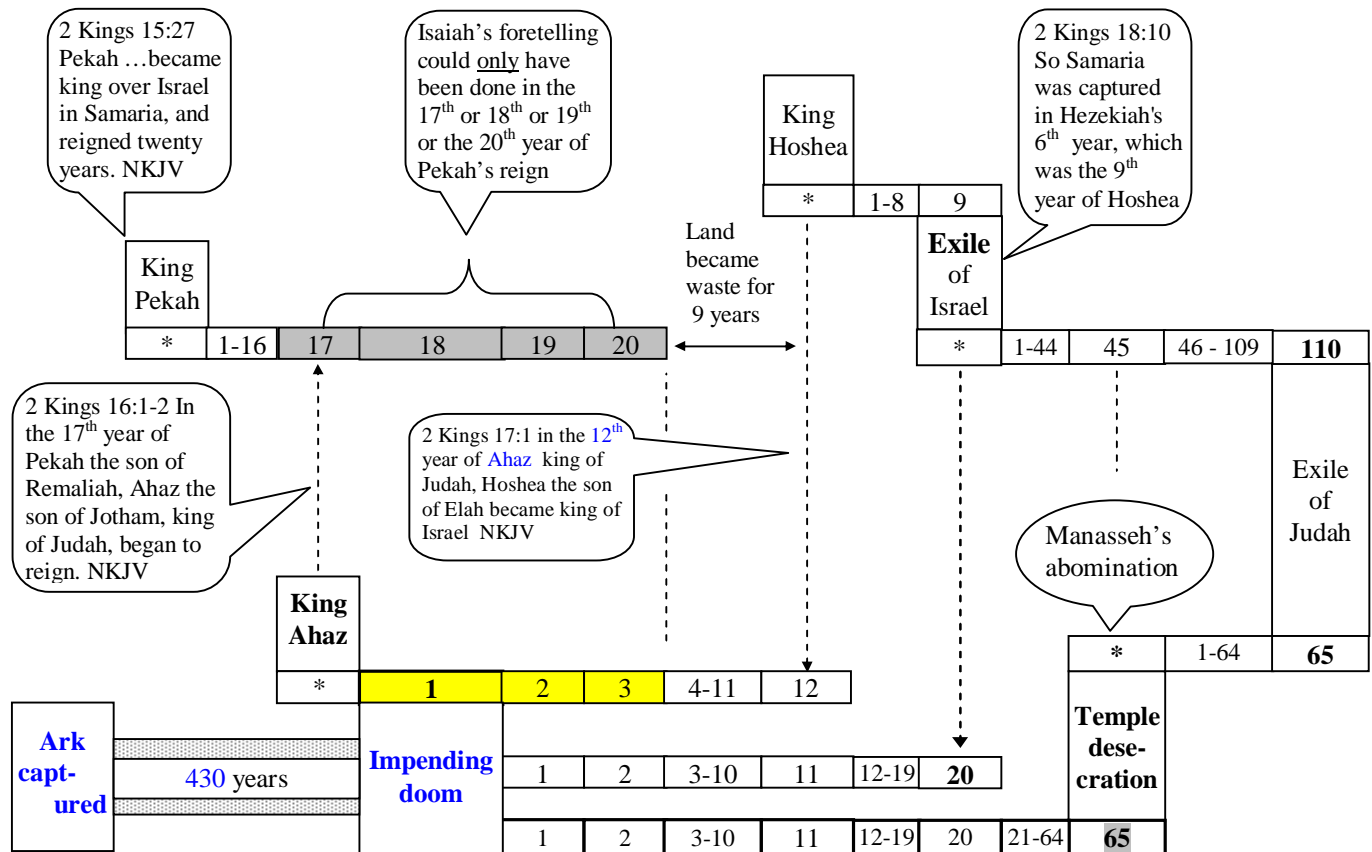 2 Kings 15:27
Pekah …became
king over Israel
in Samaria, and
reigned twenty
years. NKJV
Isaiah’s foretelling
could only have
been done in the
17th or 18th or 19th
or the 20th year of
Pekah’s reign
King
Hoshea
* 1-8 9
2 Kings 18:10
So Samaria
was captured
in Hezekiah's
6th year, which
was the 9th
year of Hoshea
King
Pekah
* 1-16 17 18 19 20
Land
became
waste for
9 years
Exile
of
Israel
* 1-44 45 46 - 109 110
2 Kings 16:1-2 In
the 17th year of
Pekah the son of
Remaliah, Ahaz the
son of Jotham, king
of Judah, began to
reign. NKJV
2 Kings 17:1 in the 12th
year of Ahaz king of
Judah, Hoshea the son
of Elah became king of
Israel NKJV
Exile
of
Judah
Manasseh’s
abomination
King
Ahaz
* 1 2 3 4-11 12
* 1-64 65
Ark
capt-
ured
430 years
Impending
doom
Temple
dese-
cration
1 2 3-10 11 12-19 20
1 2 3-10 11 12-19 20 21-64 65